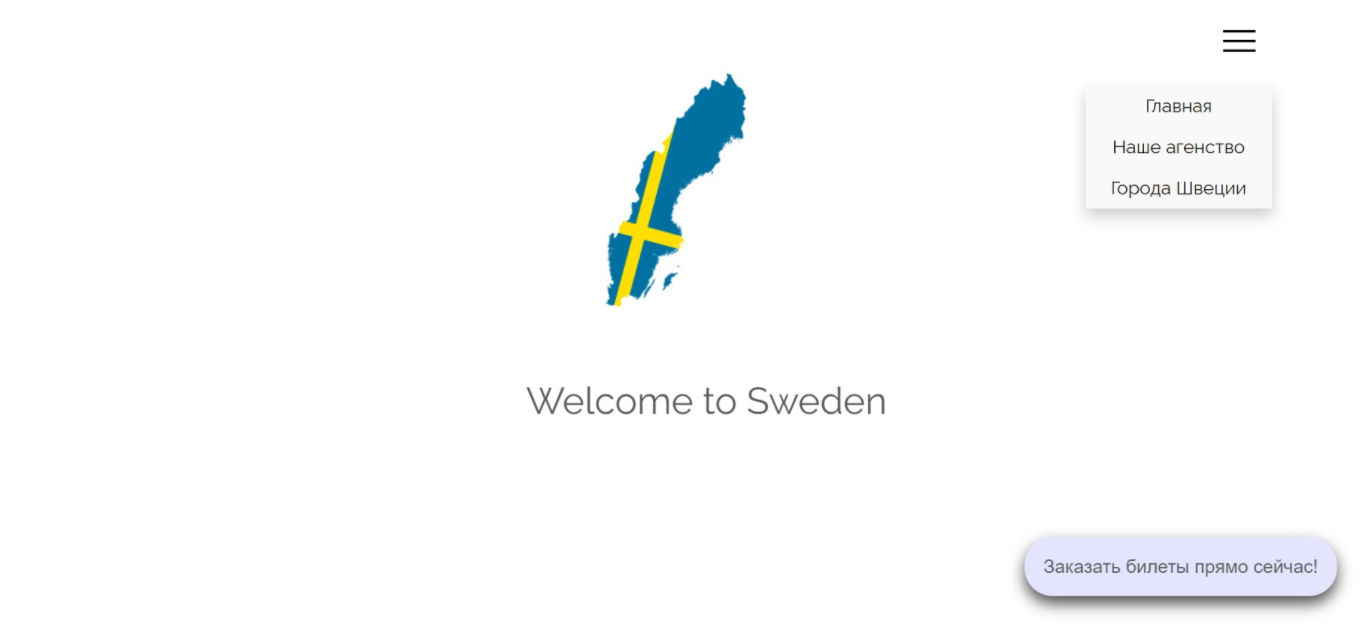 Главная
Наше агенство
Города Швеции
Welcome to Sweden
Заказать билеты прямо сейчас!